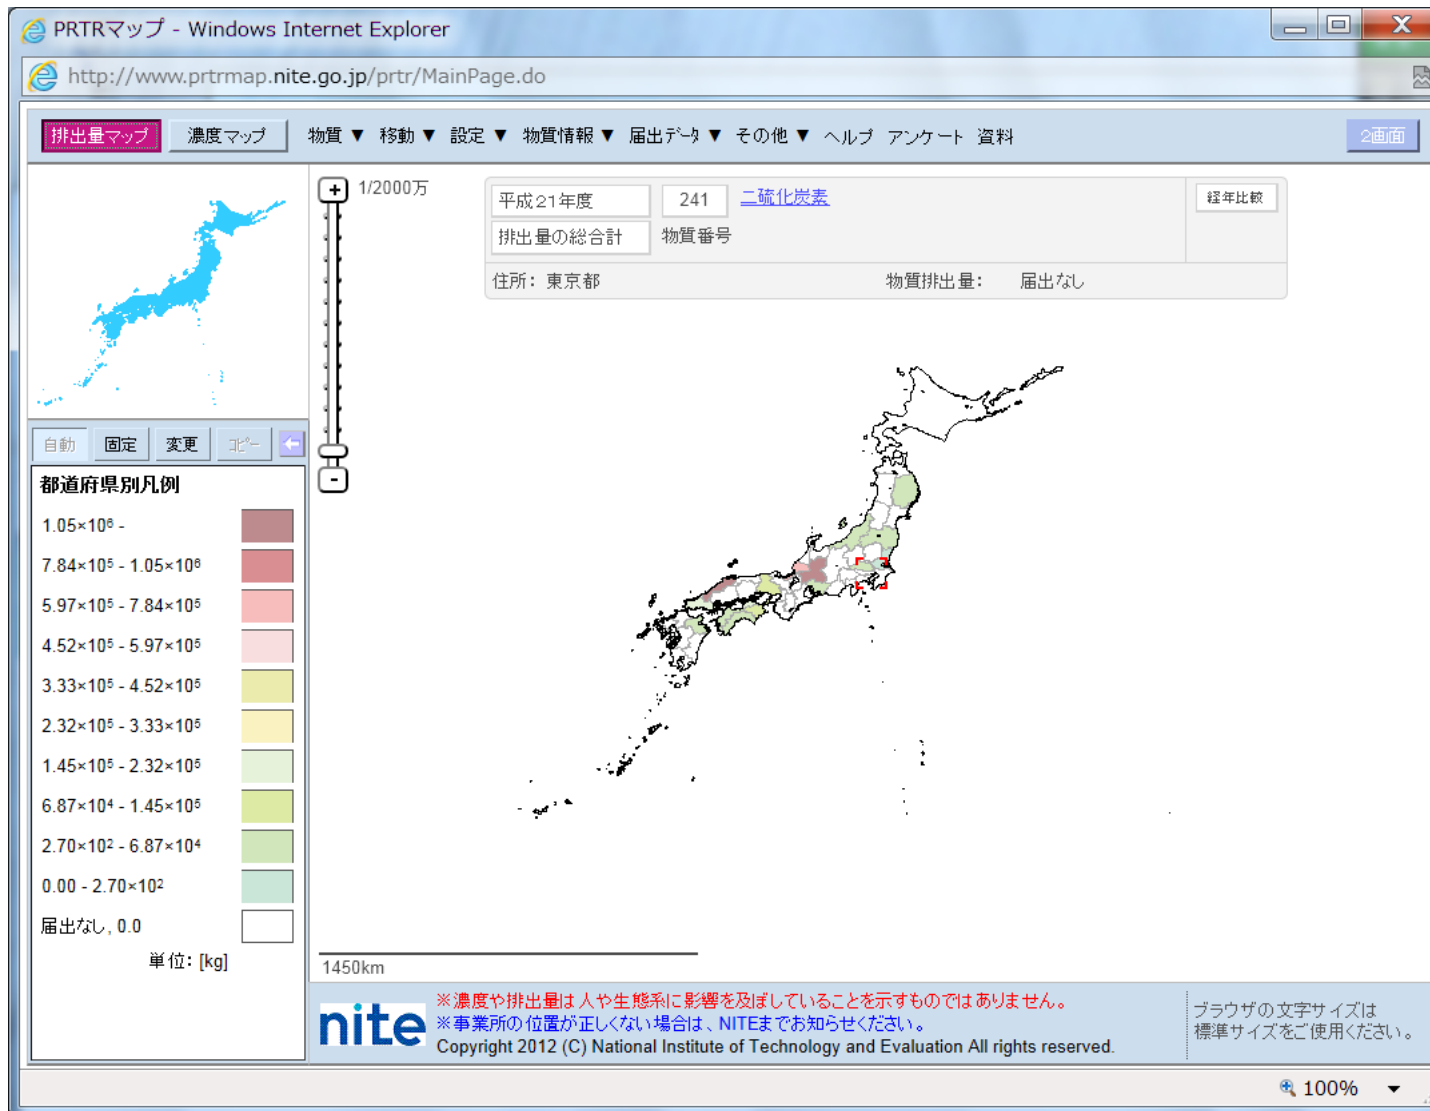 PRTRマップ - Windows Internet Explorer
http://www.prtrmap.nite.go.jp/prtr/MainPage.do
排出量マップ 濃度マップ 物質 ▼ 移動 ▼ 設定 ▼ 物質情報 ▼ 届出データ ▼ その他 ▼ ヘルプ アンケート 資料 2画面
+ 1/2000万
平成21年度 241 二硫化炭素 経年比較
排出量の総合計 物質番号
住所: 東京都 物質排出量: 届出なし
自動 固定 変更 コピー
-
都道府県別凡例
1.05×10⁶ -
7.84×10⁵ - 1.05×10⁶
5.97×10⁵ - 7.84×10⁵
4.52×10⁵ - 5.97×10⁵
3.33×10⁵ - 4.52×10⁵
2.32×10⁵ - 3.33×10⁵
1.45×10⁵ - 2.32×10⁵
6.87×10⁴ - 1.45×10⁵
2.70×10² - 6.87×10⁴
0.00 - 2.70×10²
届出なし, 0.0
単位: [kg]
1450km
nite
※濃度や排出量は人や生態系に影響を及ぼしていることを示すものではありません。
※事業所の位置が正しくない場合は、NITEまでお知らせください。
Copyright 2012 (C) National Institute of Technology and Evaluation All rights reserved.
ブラウザの文字サイズは
標準サイズをご使用ください。
100%